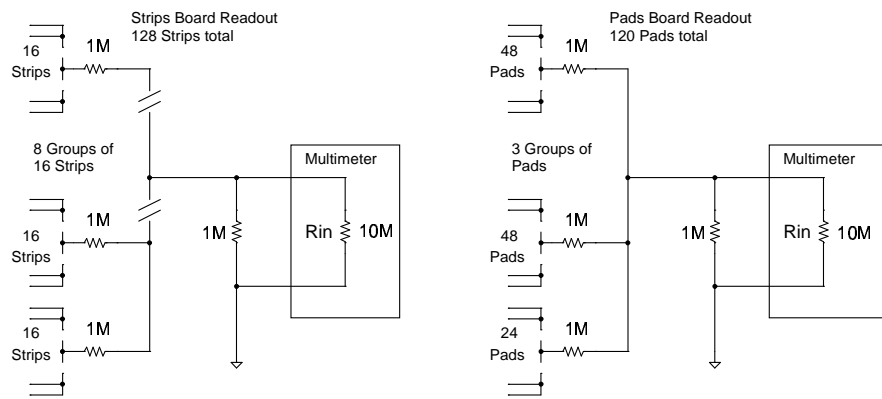 Strips Board Readout
128 Strips total
16
Strips
1M
8 Groups of
16 Strips
Multimeter
16
Strips
1M
1M
Rin
10M
16
Strips
1M
Pads Board Readout
120 Pads total
48
Pads
1M
3 Groups of
Pads
Multimeter
48
Pads
1M
1M
Rin
10M
24
Pads
1M